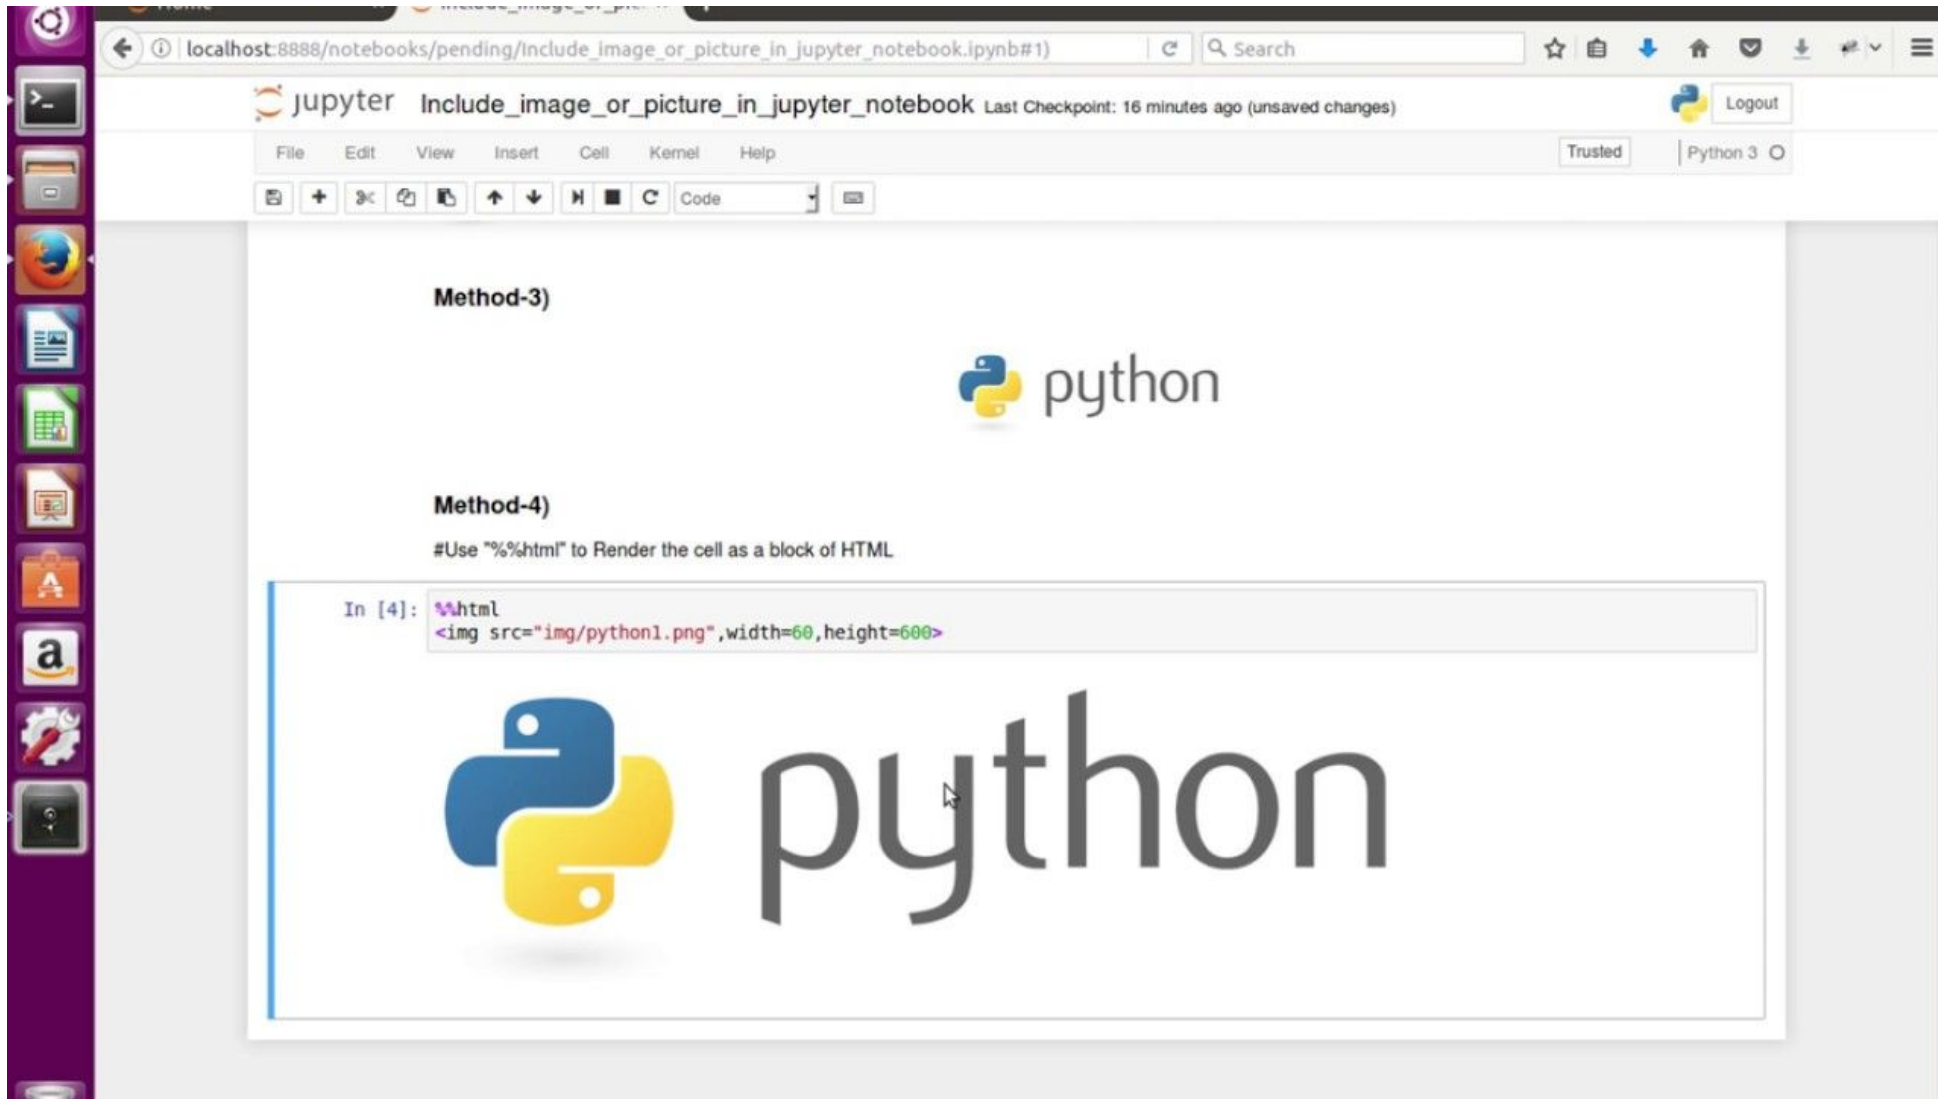 Home
Include_image_or_pic
localhost:8888/notebooks/pending/Include_image_or_picture_in_jupyter_notebook.ipynb#1)
Search
jupyter Include_image_or_picture_in_jupyter_notebook Last Checkpoint: 16 minutes ago (unsaved changes)
Logout
File Edit View Insert Cell Kernel Help
Trusted
Python 3
Code
Method-3)
python
Method-4)
#Use "%%html" to Render the cell as a block of HTML
In [4]: %%html
<img src="img/python1.png",width=60,height=600>
python